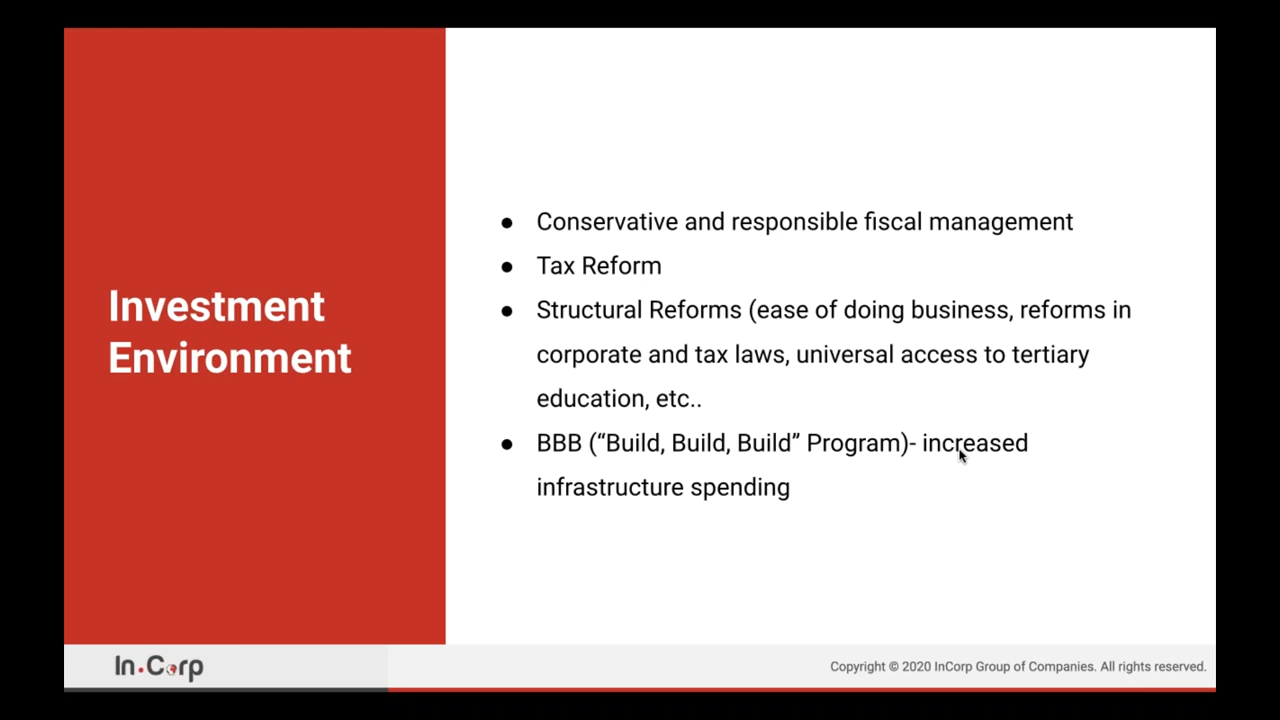 Investment
Environment
● Conservative and responsible fiscal management
● Tax Reform
● Structural Reforms (ease of doing business, reforms in
corporate and tax laws, universal access to tertiary
education, etc..
● BBB (“Build, Build, Build” Program)- increased
infrastructure spending
In.Corp
Copyright © 2020 InCorp Group of Companies. All rights reserved.